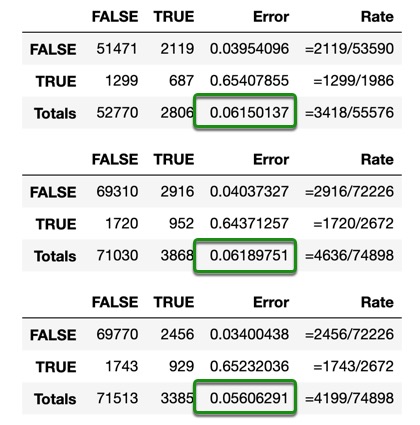 FALSE TRUE Error Rate
FALSE 51471 2119 0.03954096 =2119/53590
TRUE 1299 687 0.65407855 =1299/1986
Totals 52770 2806 0.06150137 =3418/55576
FALSE TRUE Error Rate
FALSE 69310 2916 0.04037327 =2916/72226
TRUE 1720 952 0.64371257 =1720/2672
Totals 71030 3868 0.06189751 =4636/74898
FALSE TRUE Error Rate
FALSE 69770 2456 0.03400438 =2456/72226
TRUE 1743 929 0.65232036 =1743/2672
Totals 71513 3385 0.05606291 =4199/74898